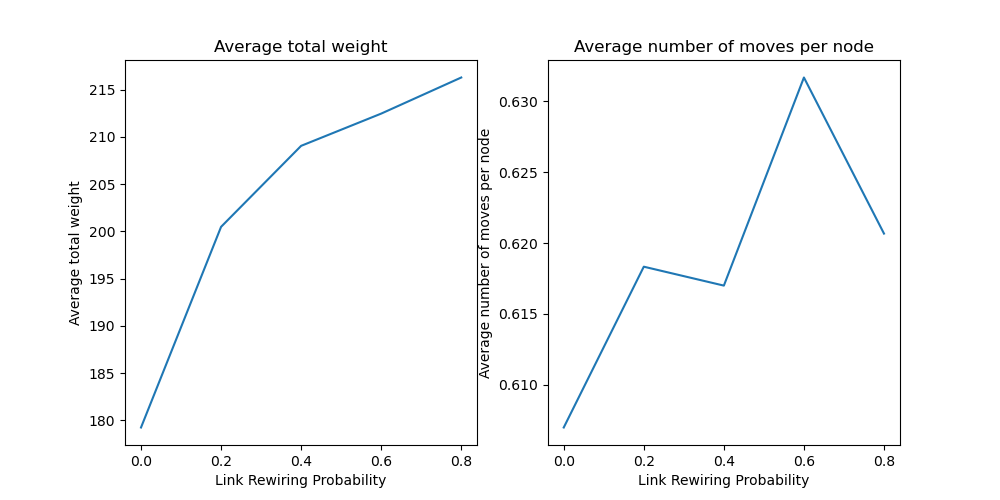 Average total weight
Average total weight
215
210
205
200
195
190
185
180
0.0 0.2 0.4 0.6 0.8
Link Rewiring Probability
Average number of moves per node
Average number of moves per node
0.630
0.625
0.620
0.615
0.610
0.0 0.2 0.4 0.6 0.8
Link Rewiring Probability